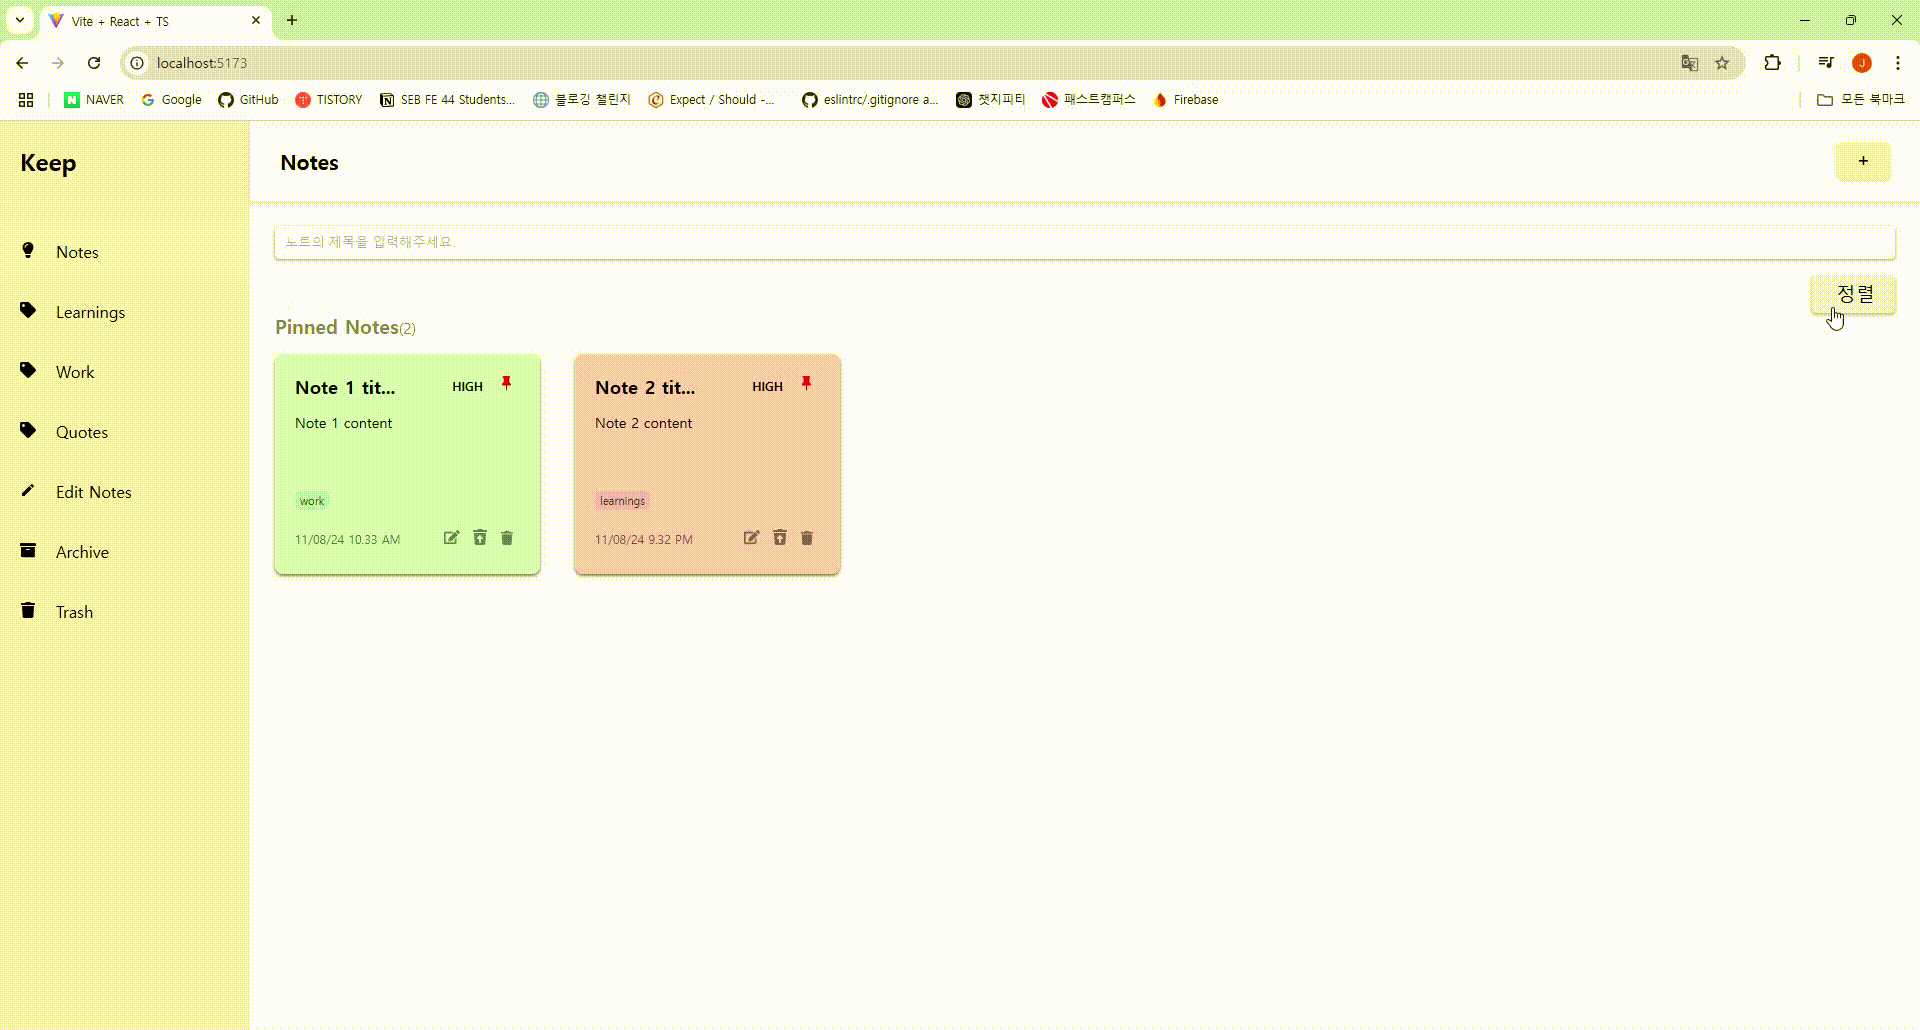 Vite + React + TS
localhost:5173
NAVER Google GitHub TISTORY SEB FE 44 Students... 블로깅 챌린지 Expect / Should -... eslintrc/.gitignore a... 챗지피티 패스트캠퍼스 Firebase 모든 북마크
Keep
Notes
Learnings
Work
Quotes
Edit Notes
Archive
Trash
Notes
+
노트의 제목을 입력해주세요.
정렬
Pinned Notes(2)
Note 1 tit... HIGH
Note 1 content
work
11/08/24 10.33 AM
Note 2 tit... HIGH
Note 2 content
learnings
11/08/24 9.32 PM